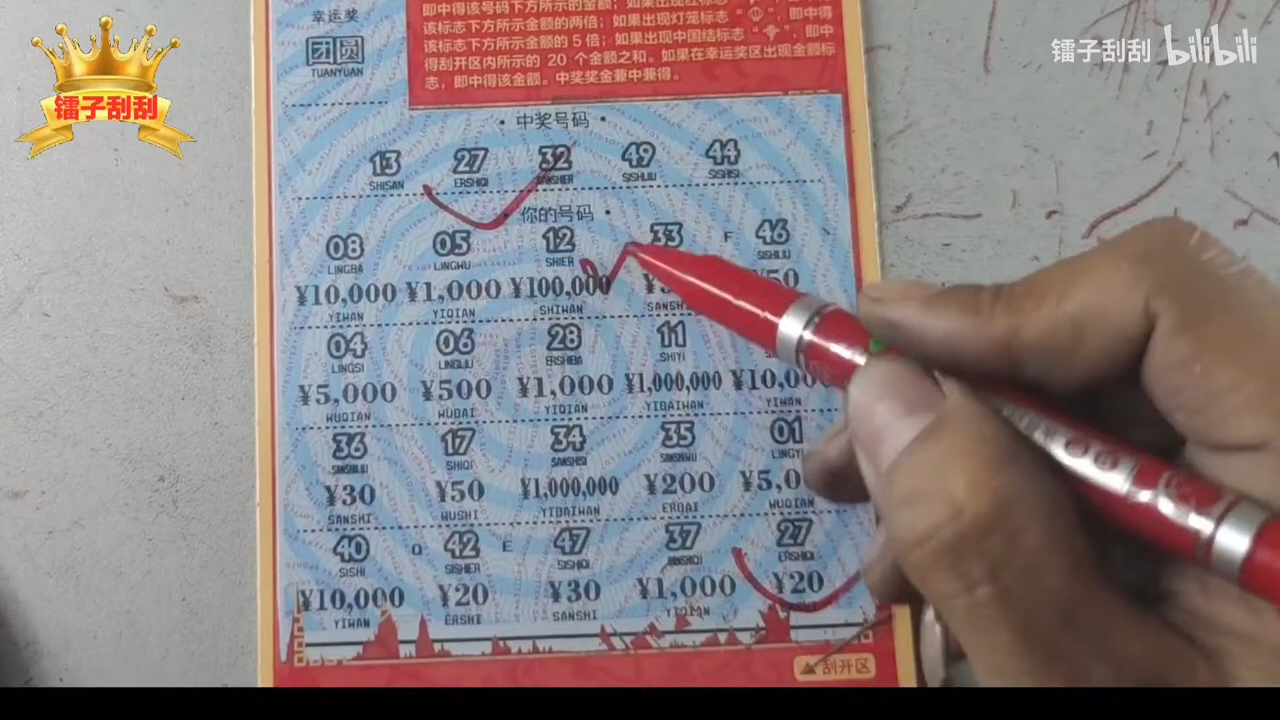 幸运奖
团圆
TUANYUAN
即中得该号码下方所示的金额；如果出现红标志
该标志下方所示金额的两倍；如果出现灯笼标志“ ”，即中得
该标志下方所示金额的5倍；如果出现中国结标志“ ”，即中
得刮开区内所示的 20 个金额之和。如果在幸运奖区出现金额标
志，即中得该金额。中奖奖金兼中兼得。
镭子刮刮 bilibili
镭子刮刮
·中奖号码·
13 27 32 49 44
SHISAN ERSHIQI SANSHIER SISHIJIU SISHISI
·你的号码·
08 05 12 33 F 46
LINGBA LINGWU SHIER SISHILIU
¥10,000 ¥1,000 ¥100,000 ¥50
YIWAN YIQIAN SHIWAN SANSH
04 06 28 11
LINGSI LINGLIU ERSHIBA SHIYI
¥5,000 ¥500 ¥1,000 ¥1,000,000 ¥10,000
WUQIAN WUBAI YIQIAN YIBAIWAN YIWAN
36 17 34 35 01
SANSHILIU SHIQI SANSHISI SANSHIWU LINGYI
¥30 ¥50 ¥1,000,000 ¥200 ¥5,0
SANSHI WUSHI YIBAIWAN ERBAI WUQIAN
40 Q 42 E 47 37 27
SISHI SISHIER SISHIQI SANSHIQI ERSHIQI
¥10,000 ¥20 ¥30 ¥1,000 ¥20
YIWAN ERSHI SANSHI YIQIAN ERSHI
刮开区